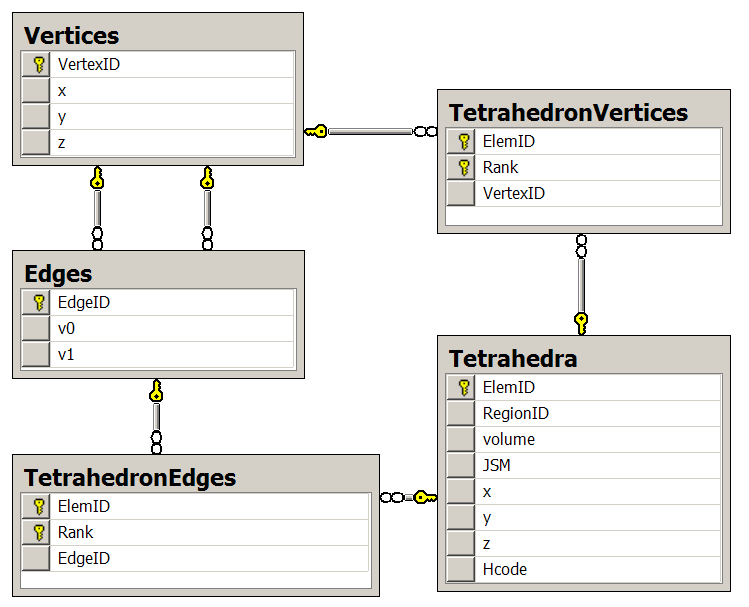 Vertices
VertexID
x
y
z
TetrahedronVertices
ElemID
Rank
VertexID
Edges
EdgeID
v0
v1
Tetrahedra
ElemID
RegionID
volume
JSM
x
y
z
Hcode
TetrahedronEdges
ElemID
Rank
EdgeID